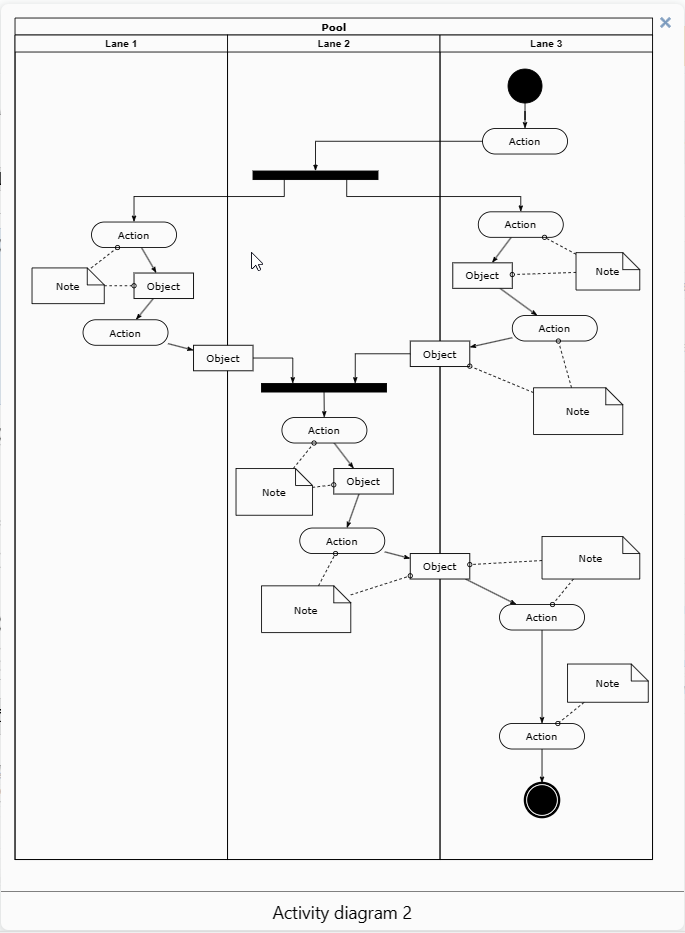 Pool
Lane 1
Lane 2
Lane 3
Action
Action
Action
Note
Object
Object
Note
Action
Action
Object
Object
Note
Action
Note
Object
Action
Object
Note
Note
Action
Note
Action
Activity diagram 2